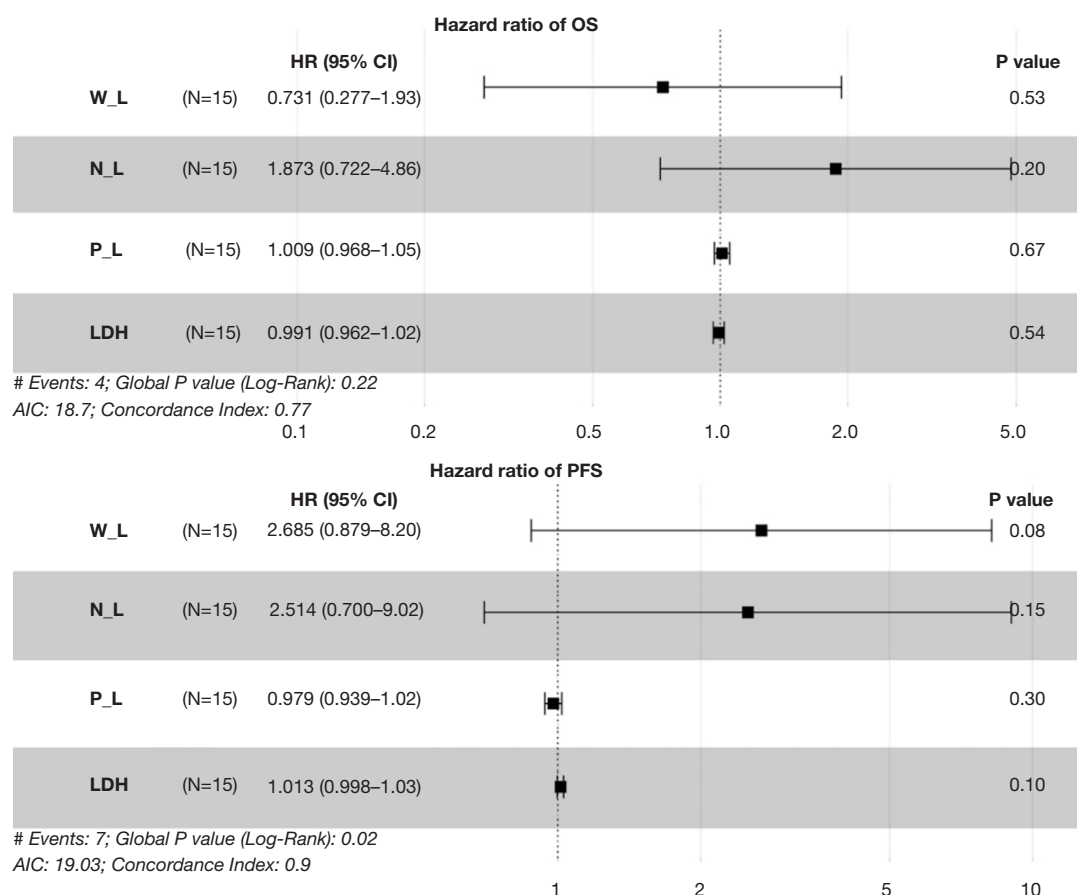 Hazard ratio of OS
HR (95% CI) P value
W_L (N=15) 0.731 (0.277–1.93) 0.53
N_L (N=15) 1.873 (0.722–4.86) 0.20
P_L (N=15) 1.009 (0.968–1.05) 0.67
LDH (N=15) 0.991 (0.962–1.02) 0.54
# Events: 4; Global P value (Log-Rank): 0.22
AIC: 18.7; Concordance Index: 0.77
0.1 0.2 0.5 1.0 2.0 5.0
Hazard ratio of PFS
HR (95% CI) P value
W_L (N=15) 2.685 (0.879–8.20) 0.08
N_L (N=15) 2.514 (0.700–9.02) 0.15
P_L (N=15) 0.979 (0.939–1.02) 0.30
LDH (N=15) 1.013 (0.998–1.03) 0.10
# Events: 7; Global P value (Log-Rank): 0.02
AIC: 19.03; Concordance Index: 0.9
1 2 5 10